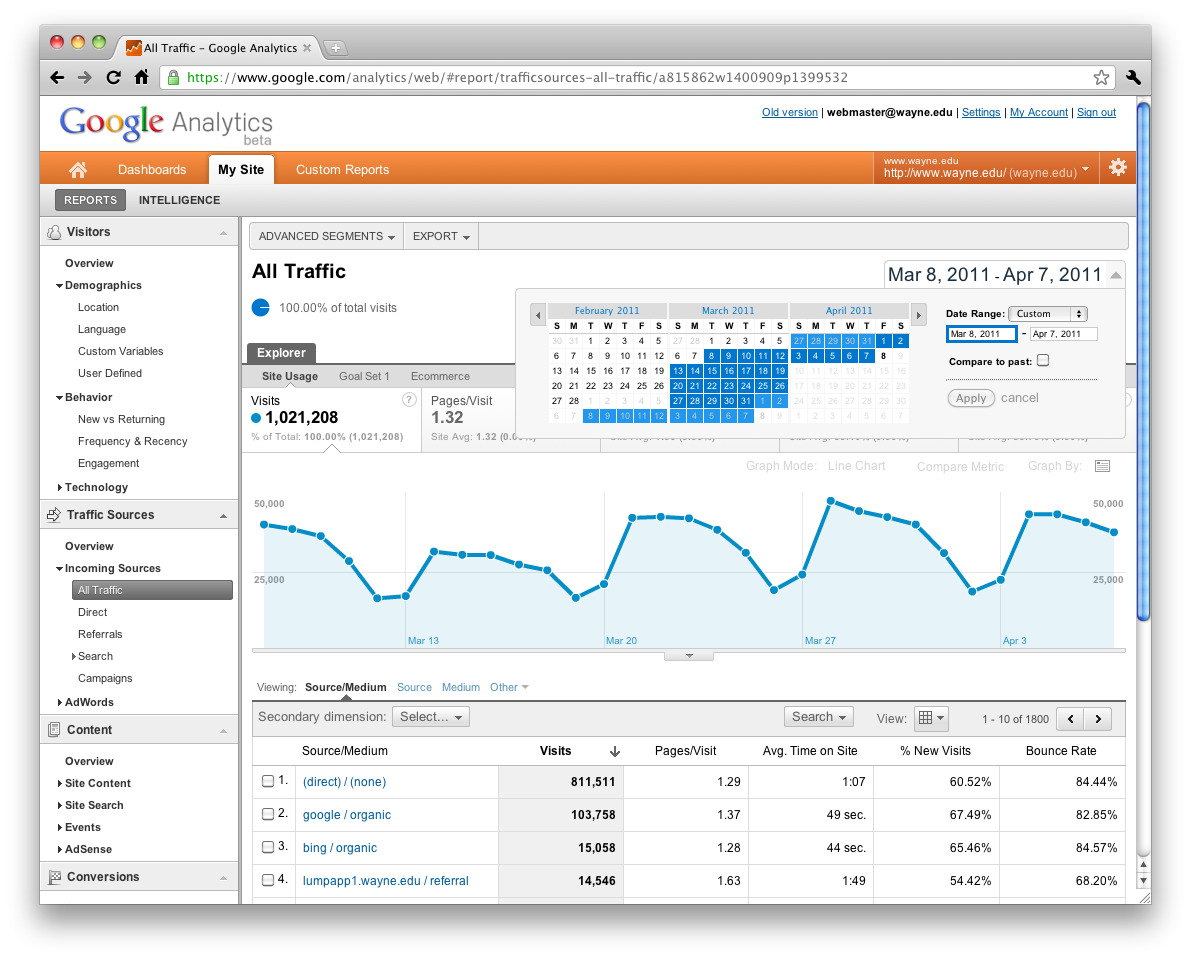 All Traffic – Google Analytics
https://www.google.com/analytics/web/#report/trafficsources-all-traffic/a815862w1400909p1399532
Google Analytics
beta
Old version | webmaster@wayne.edu | Settings | My Account | Sign out
Dashboards My Site Custom Reports
www.wayne.edu
http://www.wayne.edu/ (wayne.edu)
REPORTS INTELLIGENCE
Visitors
Overview
Demographics
Location
Language
Custom Variables
User Defined
Behavior
New vs Returning
Frequency & Recency
Engagement
Technology
Traffic Sources
Overview
Incoming Sources
All Traffic
Direct
Referrals
Search
Campaigns
AdWords
Content
Overview
Site Content
Site Search
Events
AdSense
Conversions
ADVANCED SEGMENTS EXPORT
All Traffic
Mar 8, 2011 - Apr 7, 2011
100.00% of total visits
February 2011
S M T W T F S
30 31 1 2 3 4 5
6 7 8 9 10 11 12
13 14 15 16 17 18 19
20 21 22 23 24 25 26
27 28 1 2 3 4 5
6 7 8 9 10 11 12
March 2011
S M T W T F S
27 28 1 2 3 4 5
6 7 8 9 10 11 12
13 14 15 16 17 18 19
20 21 22 23 24 25 26
27 28 29 30 31 1 2
3 4 5 6 7 8 9
April 2011
S M T W T F S
27 28 29 30 31 1 2
3 4 5 6 7 8 9
10 11 12 13 14 15 16
17 18 19 20 21 22 23
24 25 26 27 28 29 30
1 2 3 4 5 6 7
Date Range: Custom
Mar 8, 2011 - Apr 7, 2011
Compare to past:
Apply cancel
Explorer
Site Usage Goal Set 1 Ecommerce
Visits ?
1,021,208
% of Total: 100.00% (1,021,208)
Pages/Visit
1.32
Site Avg: 1.32 (0.00%
Graph Mode: Line Chart Compare Metric Graph By:
50,000 50,000
25,000 25,000
Mar 13 Mar 20 Mar 27 Apr 3
Viewing: Source/Medium Source Medium Other
Secondary dimension: Select... Search View: 1 - 10 of 1800
Source/Medium Visits Pages/Visit Avg. Time on Site % New Visits Bounce Rate
1. (direct) / (none) 811,511 1.29 1:07 60.52% 84.44%
2. google / organic 103,758 1.37 49 sec. 67.49% 82.85%
3. bing / organic 15,058 1.28 44 sec. 65.46% 84.57%
4. lumpapp1.wayne.edu / referral 14,546 1.63 1:49 54.42% 68.20%